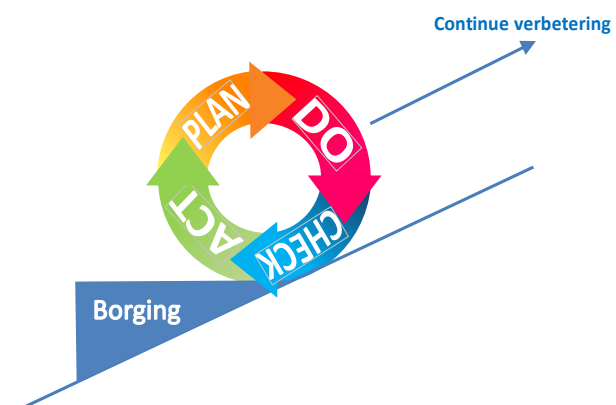 Continue verbetering
PLAN
DO
CHECK
ACT
Borging